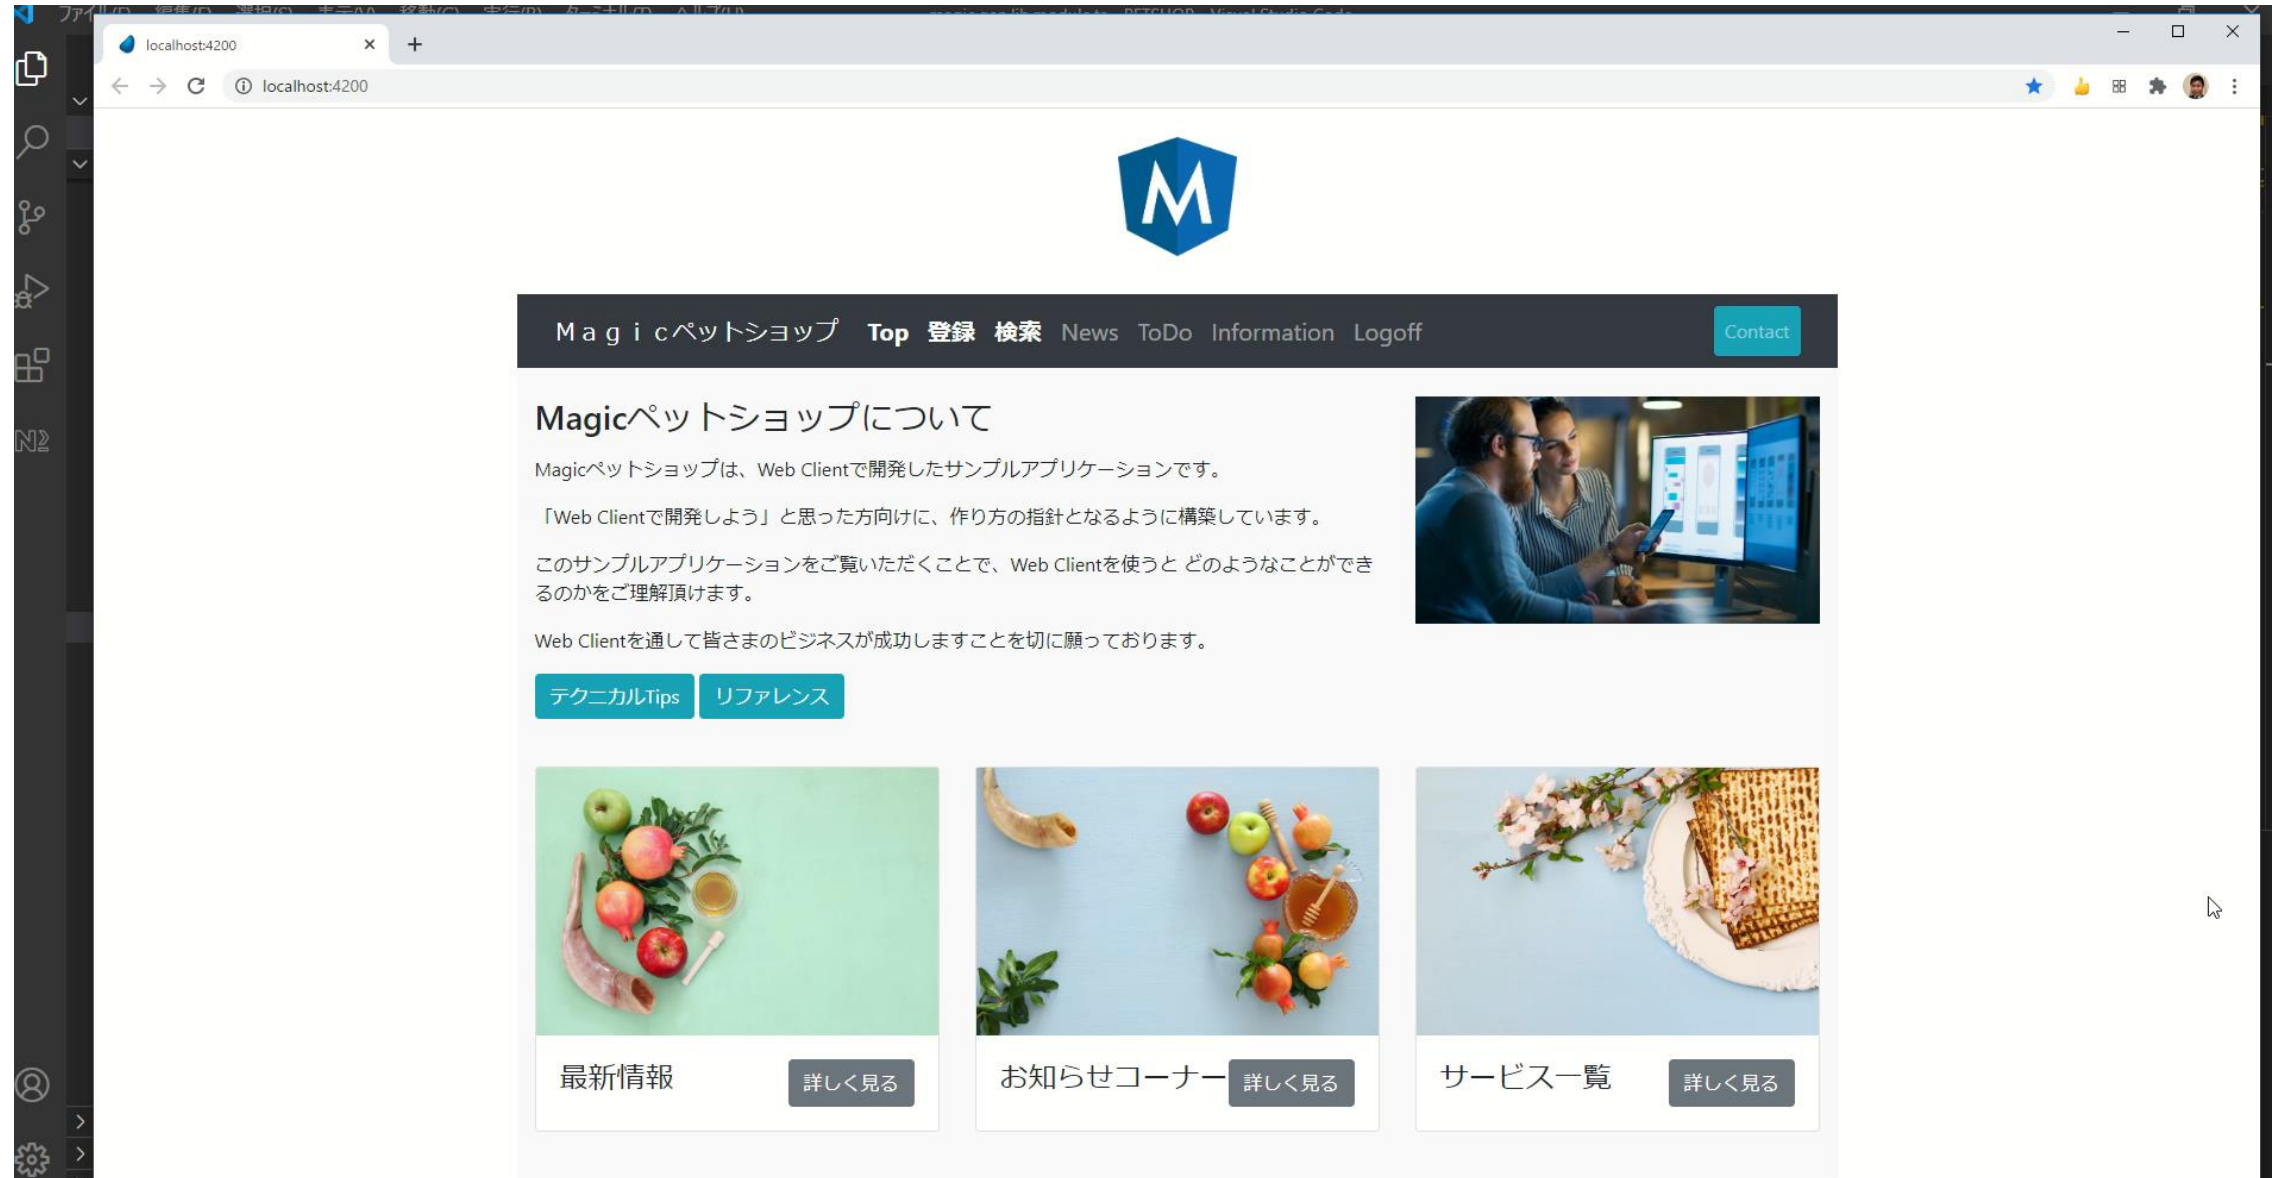 localhost:4200
localhost:4200
M
Ｍａｇｉｃペットショップ Top 登録 検索 News ToDo Information Logoff Contact
Magicペットショップについて
Magicペットショップは、Web Clientで開発したサンプルアプリケーションです。
「Web Clientで開発しよう」と思った方向けに、作り方の指針となるように構築しています。
このサンプルアプリケーションをご覧いただくことで、Web Clientを使うと どのようなことができ
るのかをご理解頂けます。
Web Clientを通して皆さまのビジネスが成功しますことを切に願っております。
テクニカルTips リファレンス
最新情報 詳しく見る
お知らせコーナー 詳しく見る
サービス一覧 詳しく見る